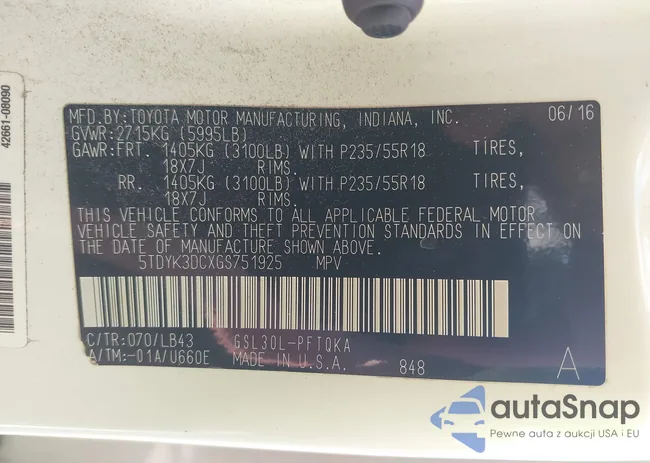 42661-08090
MFD.BY:TOYOTA MOTOR MANUFACTURING, INDIANA, INC. 06/16
GVWR:2715KG (5995LB)
GAWR:FRT. 1405KG (3100LB) WITH P235/55R18 TIRES,
18X7J RIMS.
RR. 1405KG (3100LB) WITH P235/55R18 TIRES,
18X7J RIMS.
THIS VEHICLE CONFORMS TO ALL APPLICABLE FEDERAL MOTOR
VEHICLE SAFETY AND THEFT PREVENTION STANDARDS IN EFFECT ON
THE DATE OF MANUFACTURE SHOWN ABOVE.
5TDYK3DCXGS751925 MPV
C/TR:070/LB43 GSL30L-PFTQKA
A/TM:-01A/U660E MADE IN U.S.A. 848 A
autaSnap
Pewne auta z aukcji USA i EU